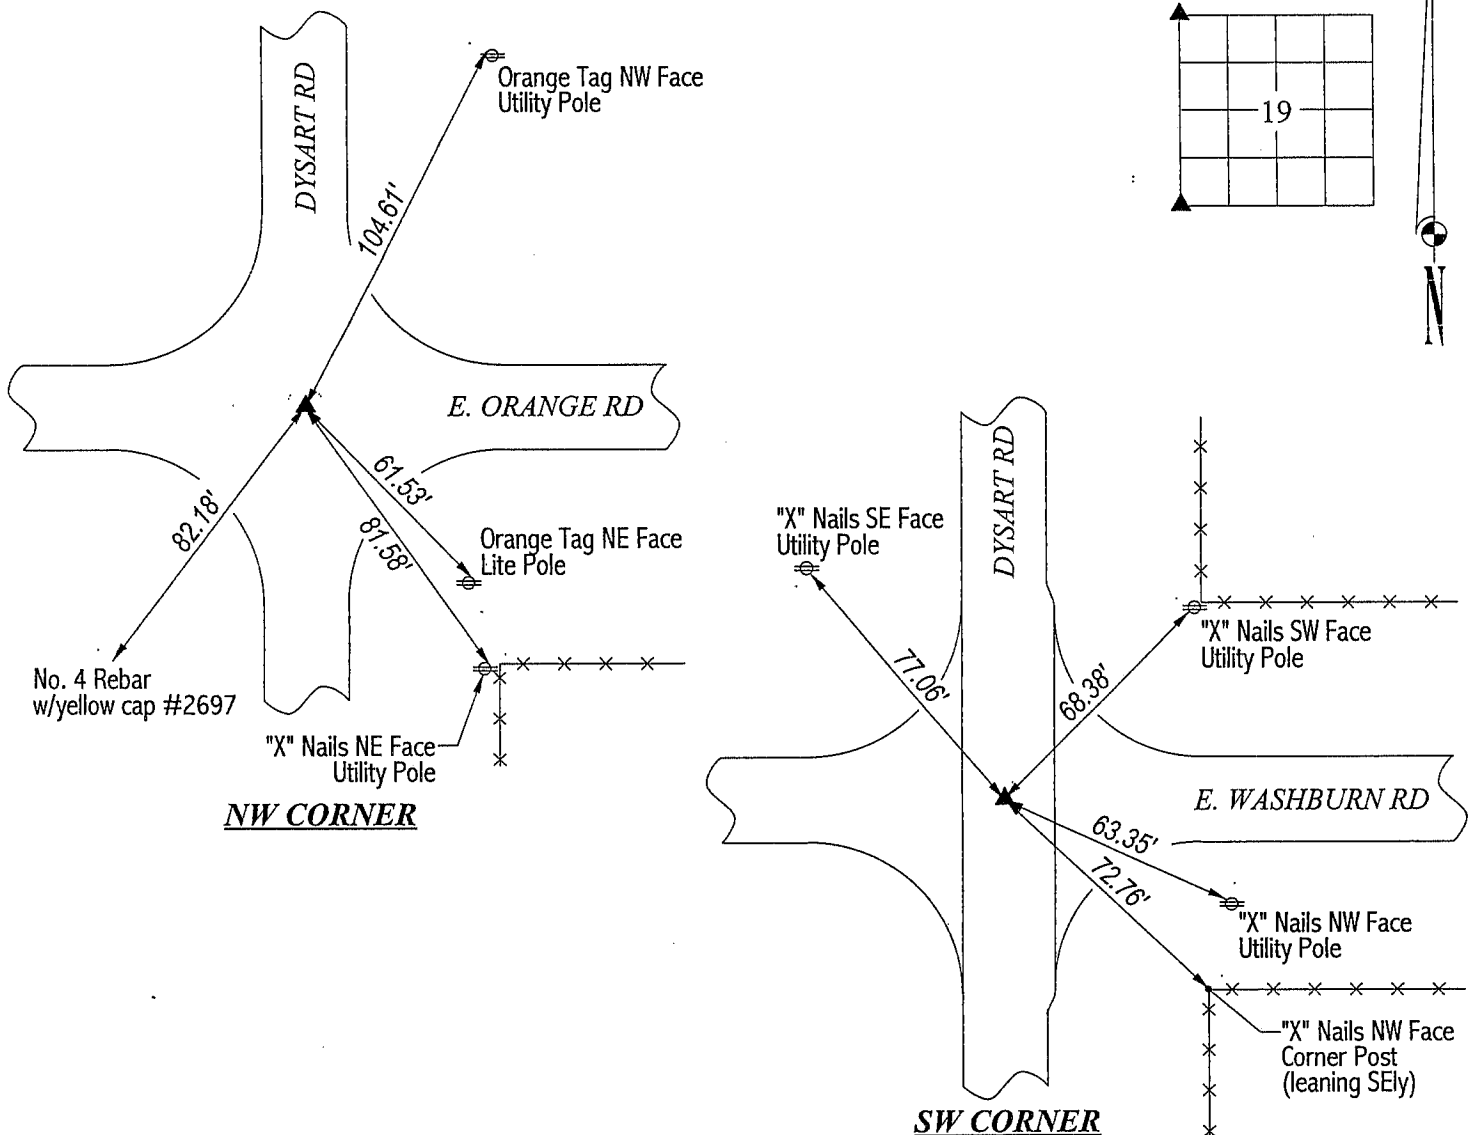 DYSART RD
Orange Tag NW Face
Utility Pole
104.61'
E. ORANGE RD
82.18'
61.53'
81.58'
Orange Tag NE Face
Lite Pole
No. 4 Rebar
w/yellow cap #2697
"X" Nails NE Face
Utility Pole
NW CORNER
19
N
DYSART RD
"X" Nails SE Face
Utility Pole
"X" Nails SW Face
Utility Pole
77.06'
68.38'
E. WASHBURN RD
63.35'
72.76'
"X" Nails NW Face
Utility Pole
"X" Nails NW Face
Corner Post
(leaning SEly)
SW CORNER